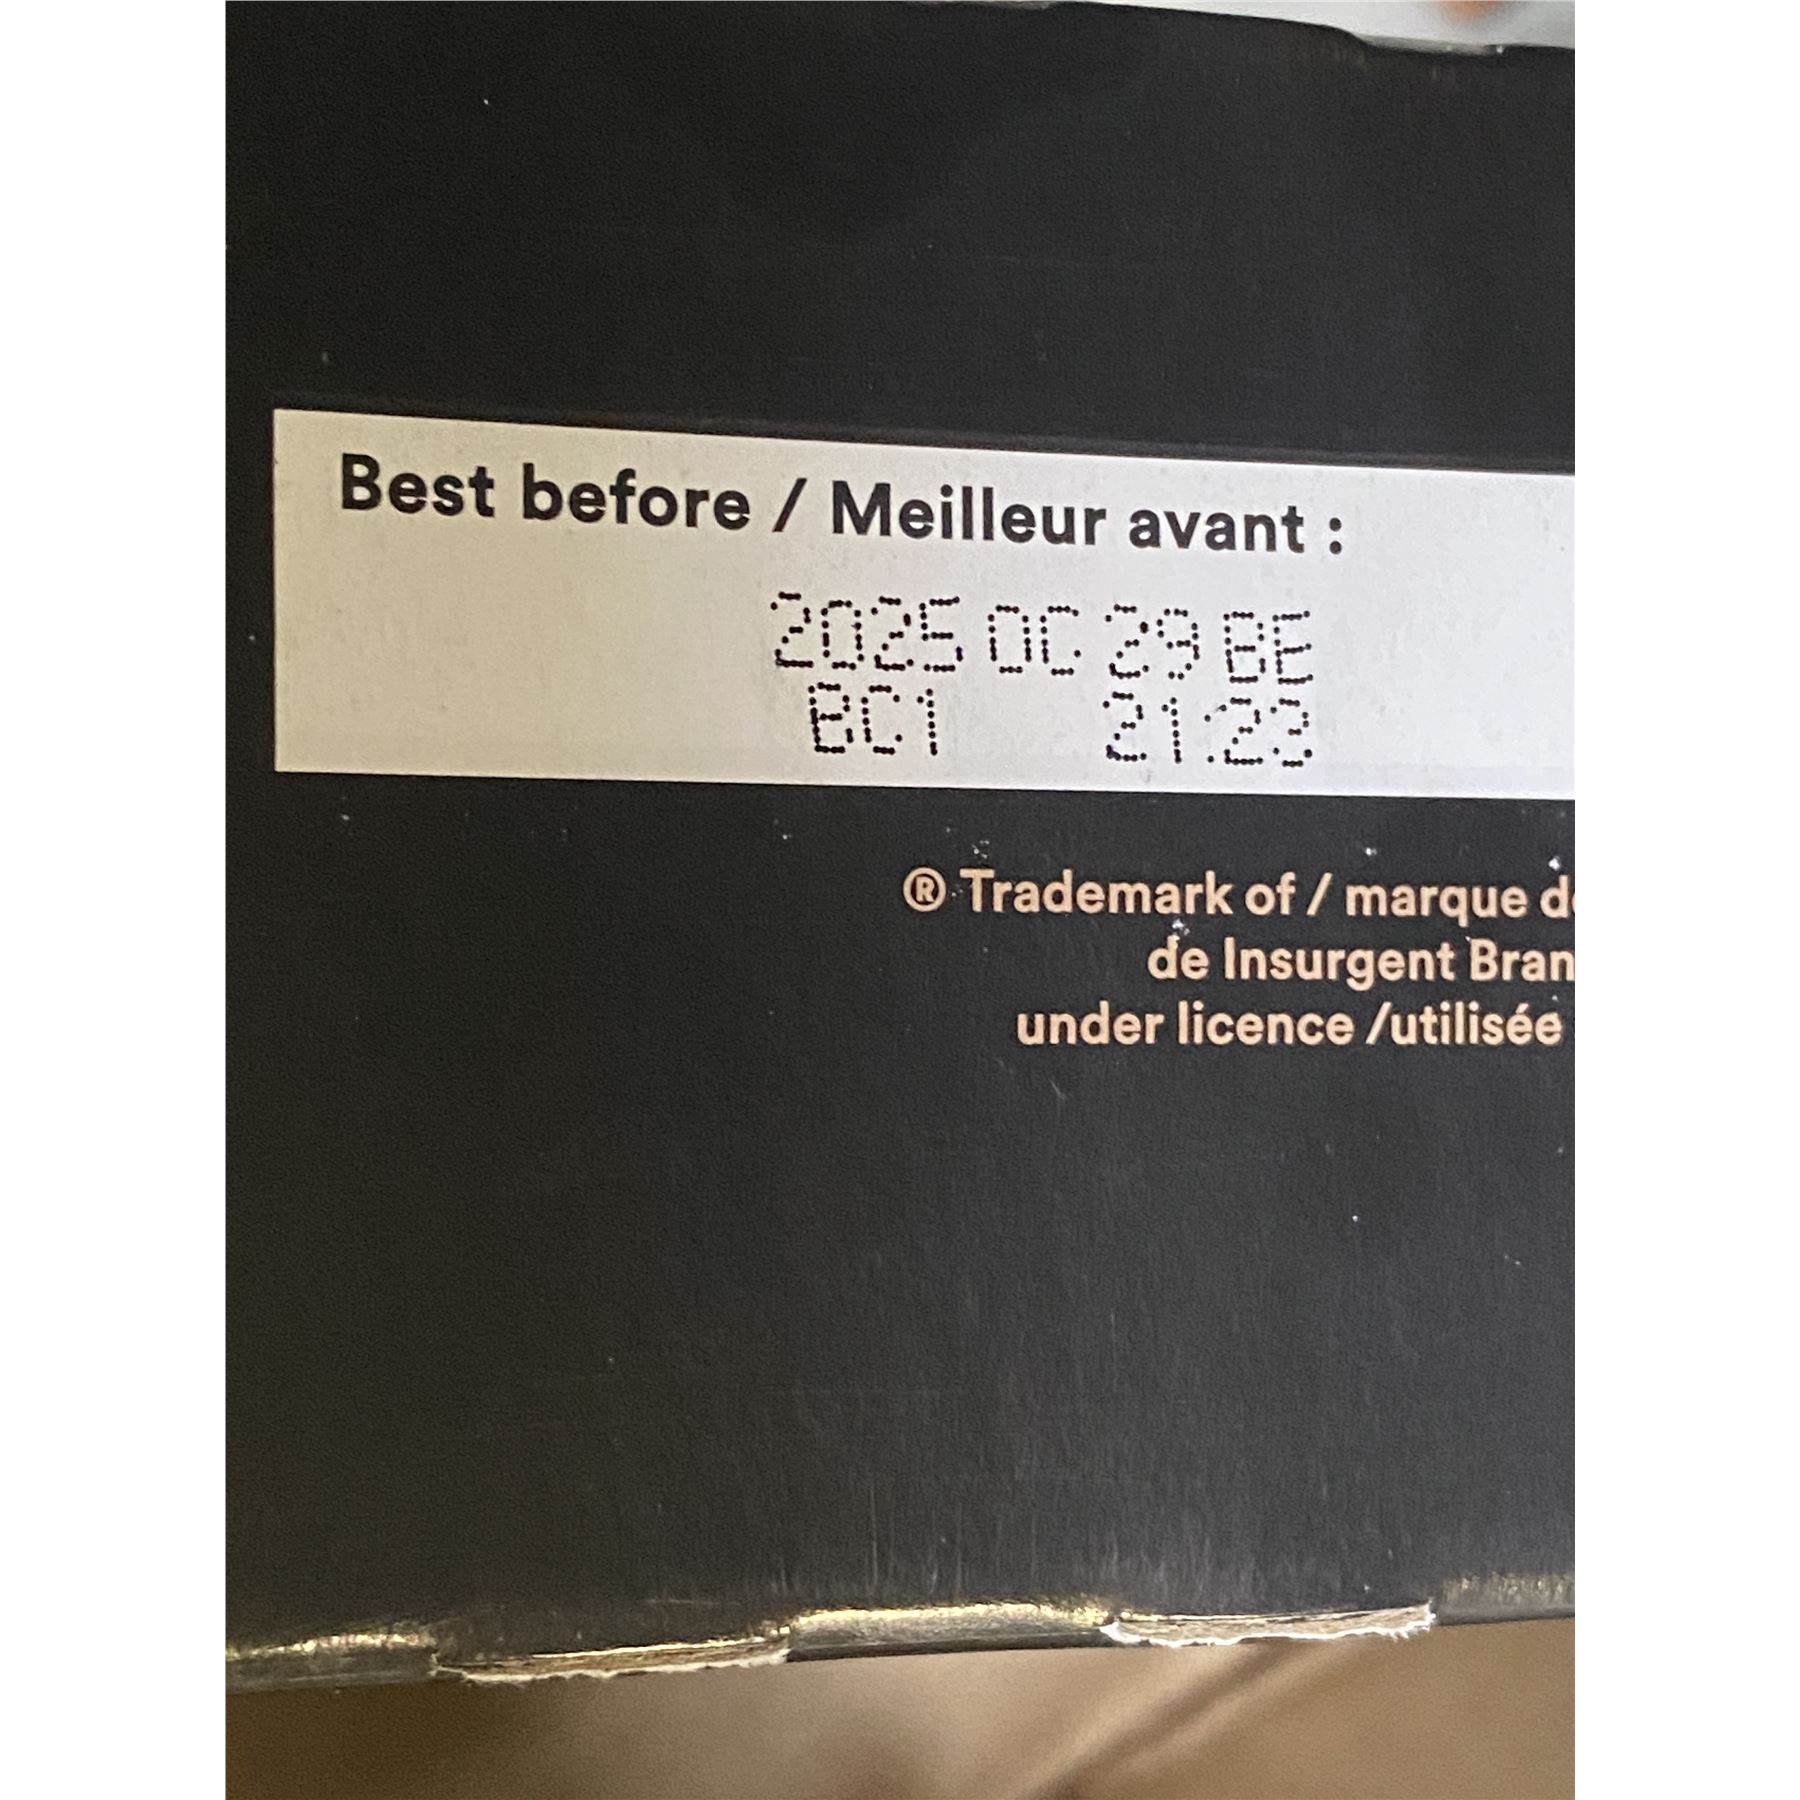 Best before / Meilleur avant :
2025 OC 29 BE
BC1 21:23
® Trademark of / marque de
de Insurgent Bran
under licence /utilisée